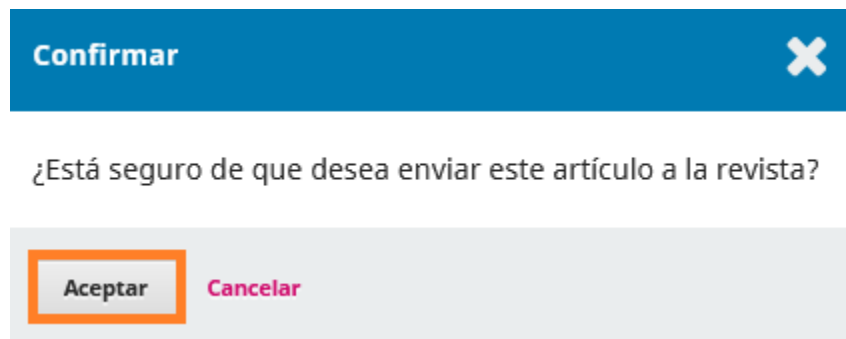 Confirmar
¿Está seguro de que desea enviar este artículo a la revista?
Aceptar
Cancelar